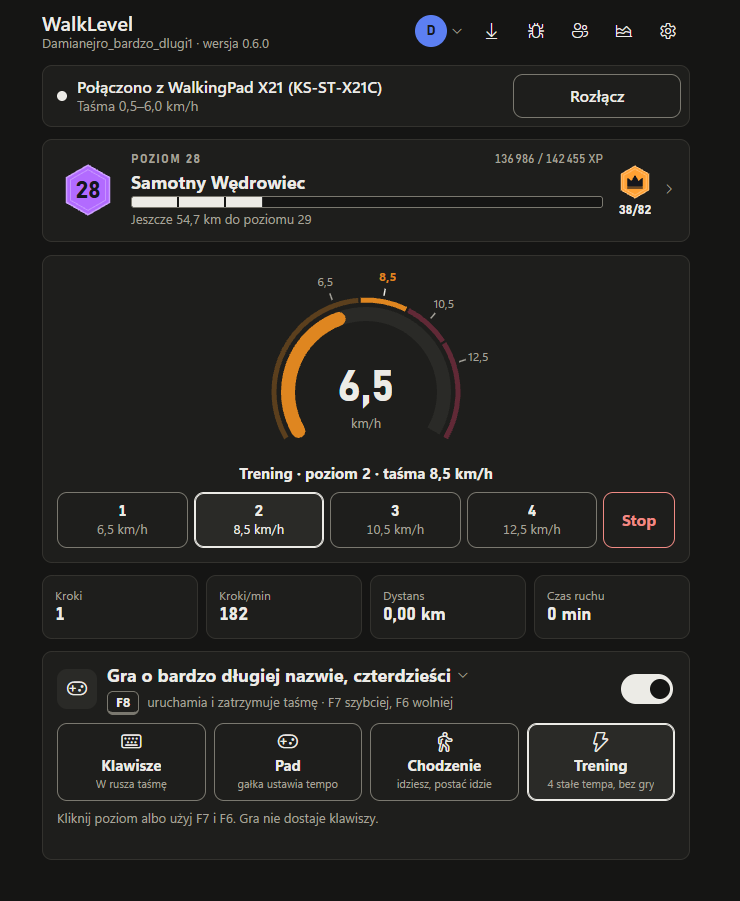 WalkLevel
Damianejro_bardzo_dlugi1 · wersja 0.6.0
D
Połączono z WalkingPad X21 (KS-ST-X21C)
Taśma 0,5–6,0 km/h
Rozłącz
28
POZIOM 28
136 986 / 142 455 XP
Samotny Wędrowiec
Jeszcze 54,7 km do poziomu 29
38/82
6,5
8,5
10,5
12,5
6,5
km/h
Trening · poziom 2 · taśma 8,5 km/h
1
6,5 km/h
2
8,5 km/h
3
10,5 km/h
4
12,5 km/h
Stop
Kroki
1
Kroki/min
182
Dystans
0,00 km
Czas ruchu
0 min
Gra o bardzo długiej nazwie, czterdzieści
F8 uruchamia i zatrzymuje taśmę · F7 szybciej, F6 wolniej
Klawisze
W rusza taśmę
Pad
gałka ustawia tempo
Chodzenie
idziesz, postać idzie
Trening
4 stałe tempa, bez gry
Kliknij poziom albo użyj F7 i F6. Gra nie dostaje klawiszy.